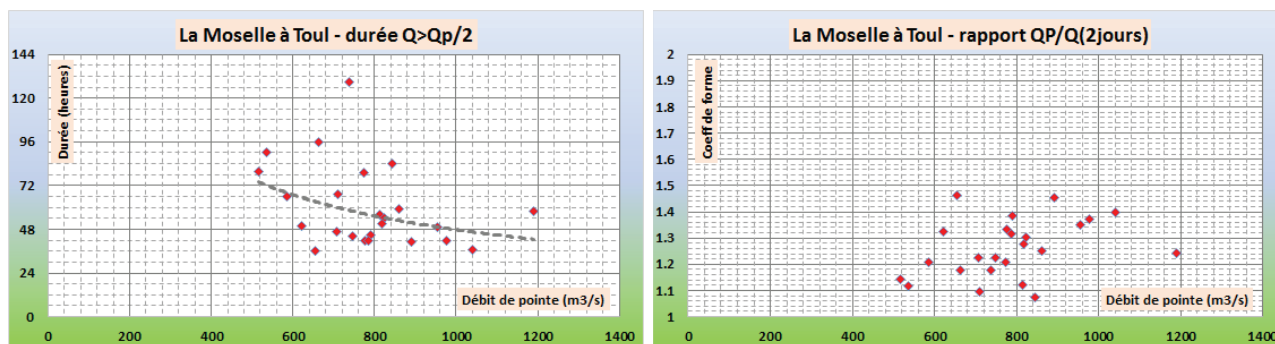 La Moselle à Toul - durée Q>Qp/2
144
120
96
72
48
24
0
Durée (heures)
Débit de pointe (m3/s)
0 200 400 600 800 1000 1200 1400
La Moselle à Toul - rapport QP/Q(2jours)
2
1.9
1.8
1.7
1.6
1.5
1.4
1.3
1.2
1.1
1
Coeff de forme
Débit de pointe (m3/s)
0 200 400 600 800 1000 1200 1400